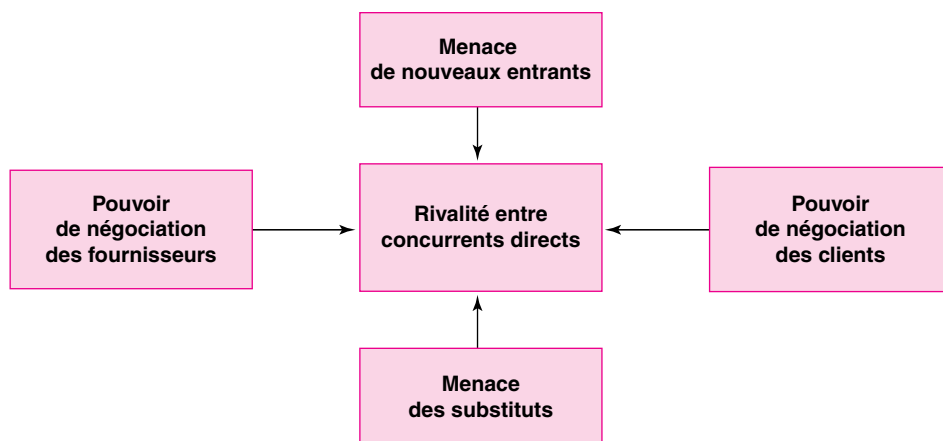 Menace
de nouveaux entrants
Pouvoir
de négociation
des fournisseurs
Rivalité entre
concurrents directs
Pouvoir
de négociation
des clients
Menace
des substituts